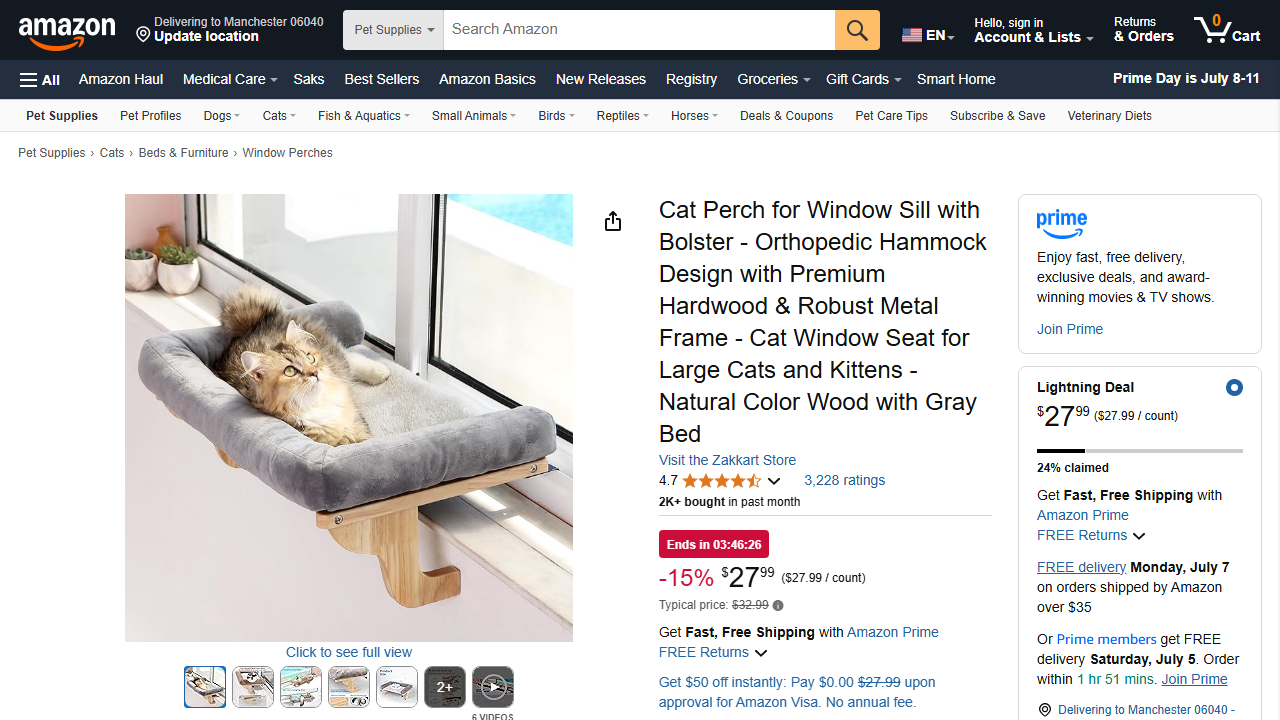 amazon
Delivering to Manchester 06040
Update location
Pet Supplies
Search Amazon
EN
Hello, sign in
Account & Lists
Returns
& Orders
0
Cart
All
Amazon Haul
Medical Care
Saks
Best Sellers
Amazon Basics
New Releases
Registry
Groceries
Gift Cards
Smart Home
Prime Day is July 8-11
Pet Supplies
Pet Profiles
Dogs
Cats
Fish & Aquatics
Small Animals
Birds
Reptiles
Horses
Deals & Coupons
Pet Care Tips
Subscribe & Save
Veterinary Diets
Pet Supplies › Cats › Beds & Furniture › Window Perches
Click to see full view
2+
6 VIDEOS
Cat Perch for Window Sill with
Bolster - Orthopedic Hammock
Design with Premium
Hardwood & Robust Metal
Frame - Cat Window Seat for
Large Cats and Kittens -
Natural Color Wood with Gray
Bed
Visit the Zakkart Store
4.7
3,228 ratings
2K+ bought in past month
Ends in 03:46:26
-15% $27.99 ($27.99 / count)
Typical price: $32.99
Get Fast, Free Shipping with Amazon Prime
FREE Returns
Get $50 off instantly: Pay $0.00 $27.99 upon
approval for Amazon Visa. No annual fee.
prime
Enjoy fast, free delivery,
exclusive deals, and award-
winning movies & TV shows.
Join Prime
Lightning Deal
$27.99 ($27.99 / count)
24% claimed
Get Fast, Free Shipping with
Amazon Prime
FREE Returns
FREE delivery Monday, July 7
on orders shipped by Amazon
over $35
Or Prime members get FREE
delivery Saturday, July 5. Order
within 1 hr 51 mins. Join Prime
Delivering to Manchester 06040 -